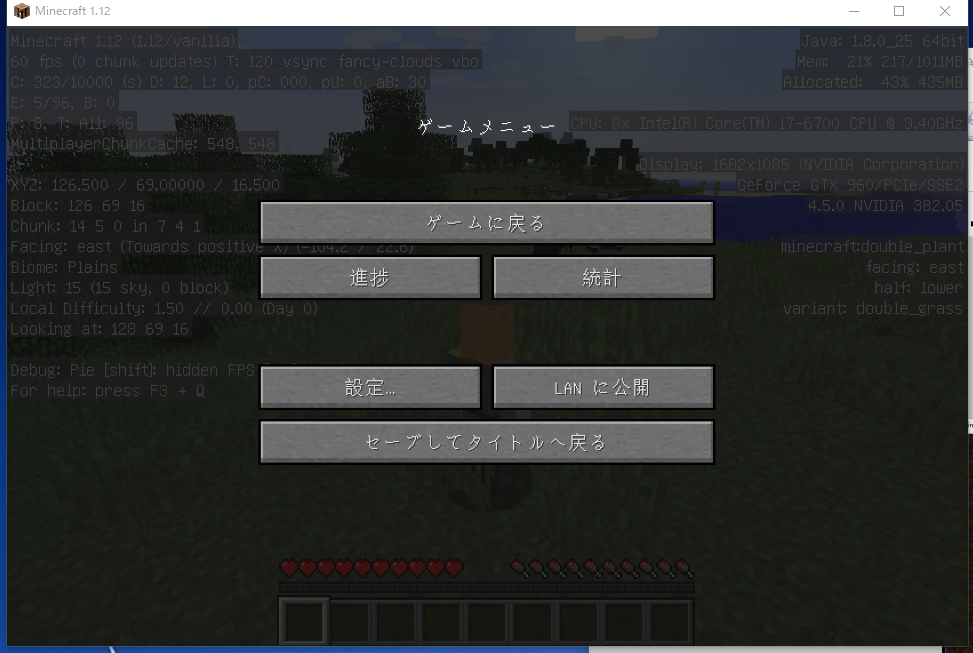 Minecraft 1.12
Minecraft 1.12 (1.12/vanilla)
60 fps (0 chunk updates) T: 120 vsync fancy-clouds vbo
C: 323/10000 (s) D: 12, L: 0, pC: 000, pU: 0, aB: 30
E: 5/96, B: 0
P: 8, T: All: 96
MultiplayerChunkCache: 548, 548
XYZ: 126.500 / 69.00000 / 16.500
Block: 126 69 16
Chunk: 14 5 0 in 7 4 1
Facing: east (Towards positive X) (-104.2 / 22.6)
Biome: Plains
Light: 15 (15 sky, 0 block)
Local Difficulty: 1.50 // 0.00 (Day 0)
Looking at: 128 69 16
Debug: Pie [shift]: hidden FPS
For help: press F3 + Q
Java: 1.8.0_25 64bit
Mem: 21% 217/1011MB
Allocated: 43% 435MB
CPU: 8x Intel(R) Core(TM) i7-6700 CPU @ 3.40GHz
Display: 1682x1085 (NVIDIA Corporation)
GeForce GTX 960/PCIe/SSE2
4.5.0 NVIDIA 382.05
minecraft:double_plant
facing: east
half: lower
variant: double_grass
ゲームメニュー
ゲームに戻る
進捗
統計
設定...
LAN に公開
セーブしてタイトルへ戻る